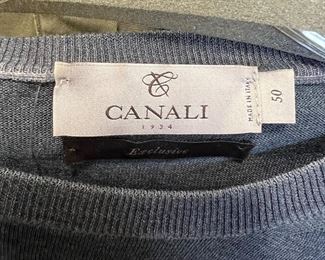 CANALI
1934
MADE IN ITALY
50
Exclusive